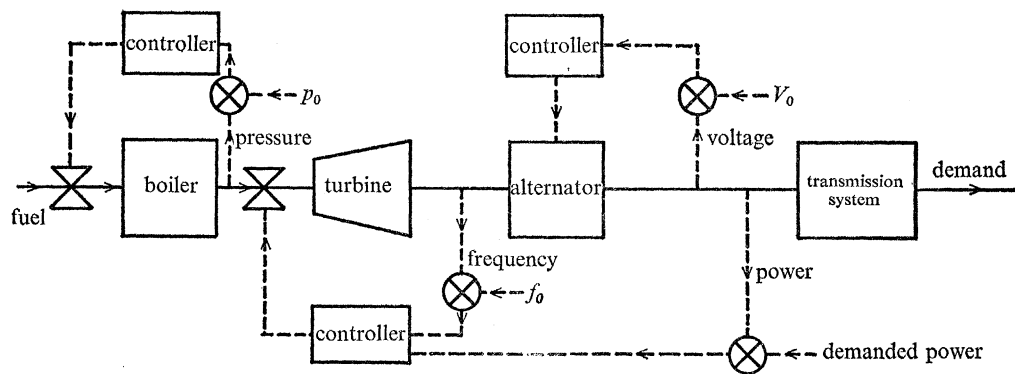 controller
controller
p₀
V₀
pressure
voltage
boiler
turbine
alternator
transmission
system
demand
fuel
frequency
power
f₀
controller
demanded power